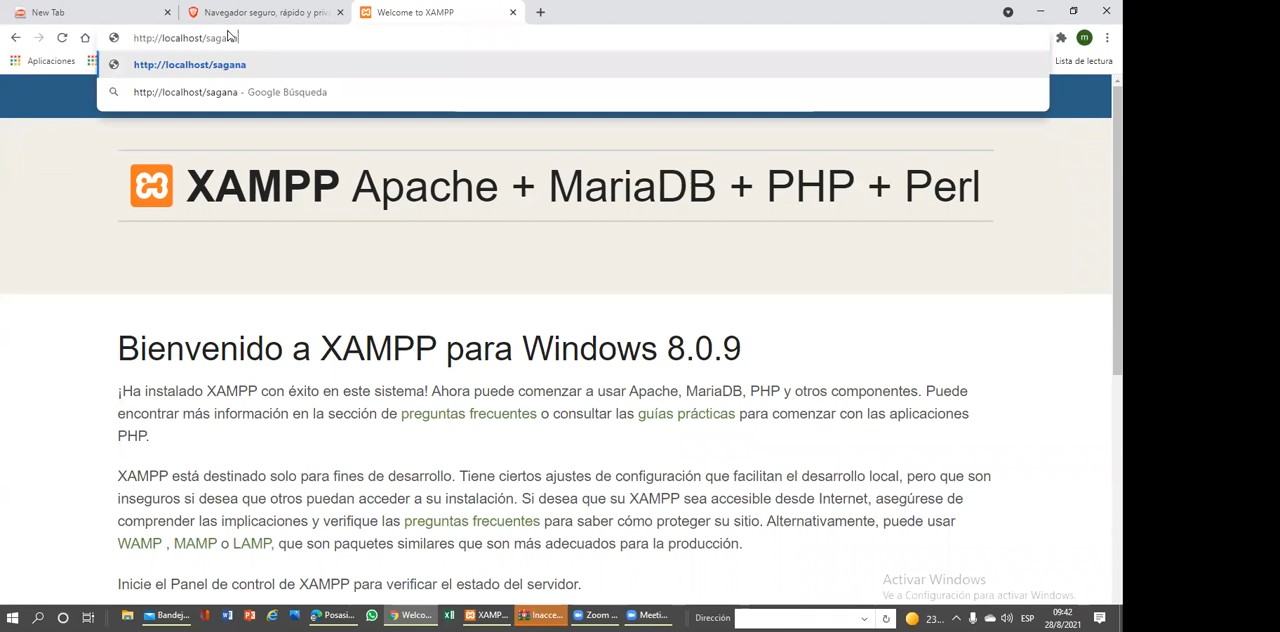 New Tab
Navegador seguro, rápido y priv
Welcome to XAMPP
http://localhost/sagana
Aplicaciones
http://localhost/sagana
m
Lista de lectura
http://localhost/sagana - Google Búsqueda
XAMPP Apache + MariaDB + PHP + Perl
Bienvenido a XAMPP para Windows 8.0.9
¡Ha instalado XAMPP con éxito en este sistema! Ahora puede comenzar a usar Apache, MariaDB, PHP y otros componentes. Puede
encontrar más información en la sección de preguntas frecuentes o consultar las guías prácticas para comenzar con las aplicaciones
PHP.
XAMPP está destinado solo para fines de desarrollo. Tiene ciertos ajustes de configuración que facilitan el desarrollo local, pero que son
inseguros si desea que otros puedan acceder a su instalación. Si desea que su XAMPP sea accesible desde Internet, asegúrese de
comprender las implicaciones y verifique las preguntas frecuentes para saber cómo proteger su sitio. Alternativamente, puede usar
WAMP , MAMP o LAMP, que son paquetes similares que son más adecuados para la producción.
Inicie el Panel de control de XAMPP para verificar el estado del servidor.
Activar Windows
Ve a Configuración para activar Windows.
Bandej...
Posasi...
Welco...
XAMP...
Inacce...
Zoom ...
Meeti...
Dirección
23...
ESP
09:42
28/8/2021